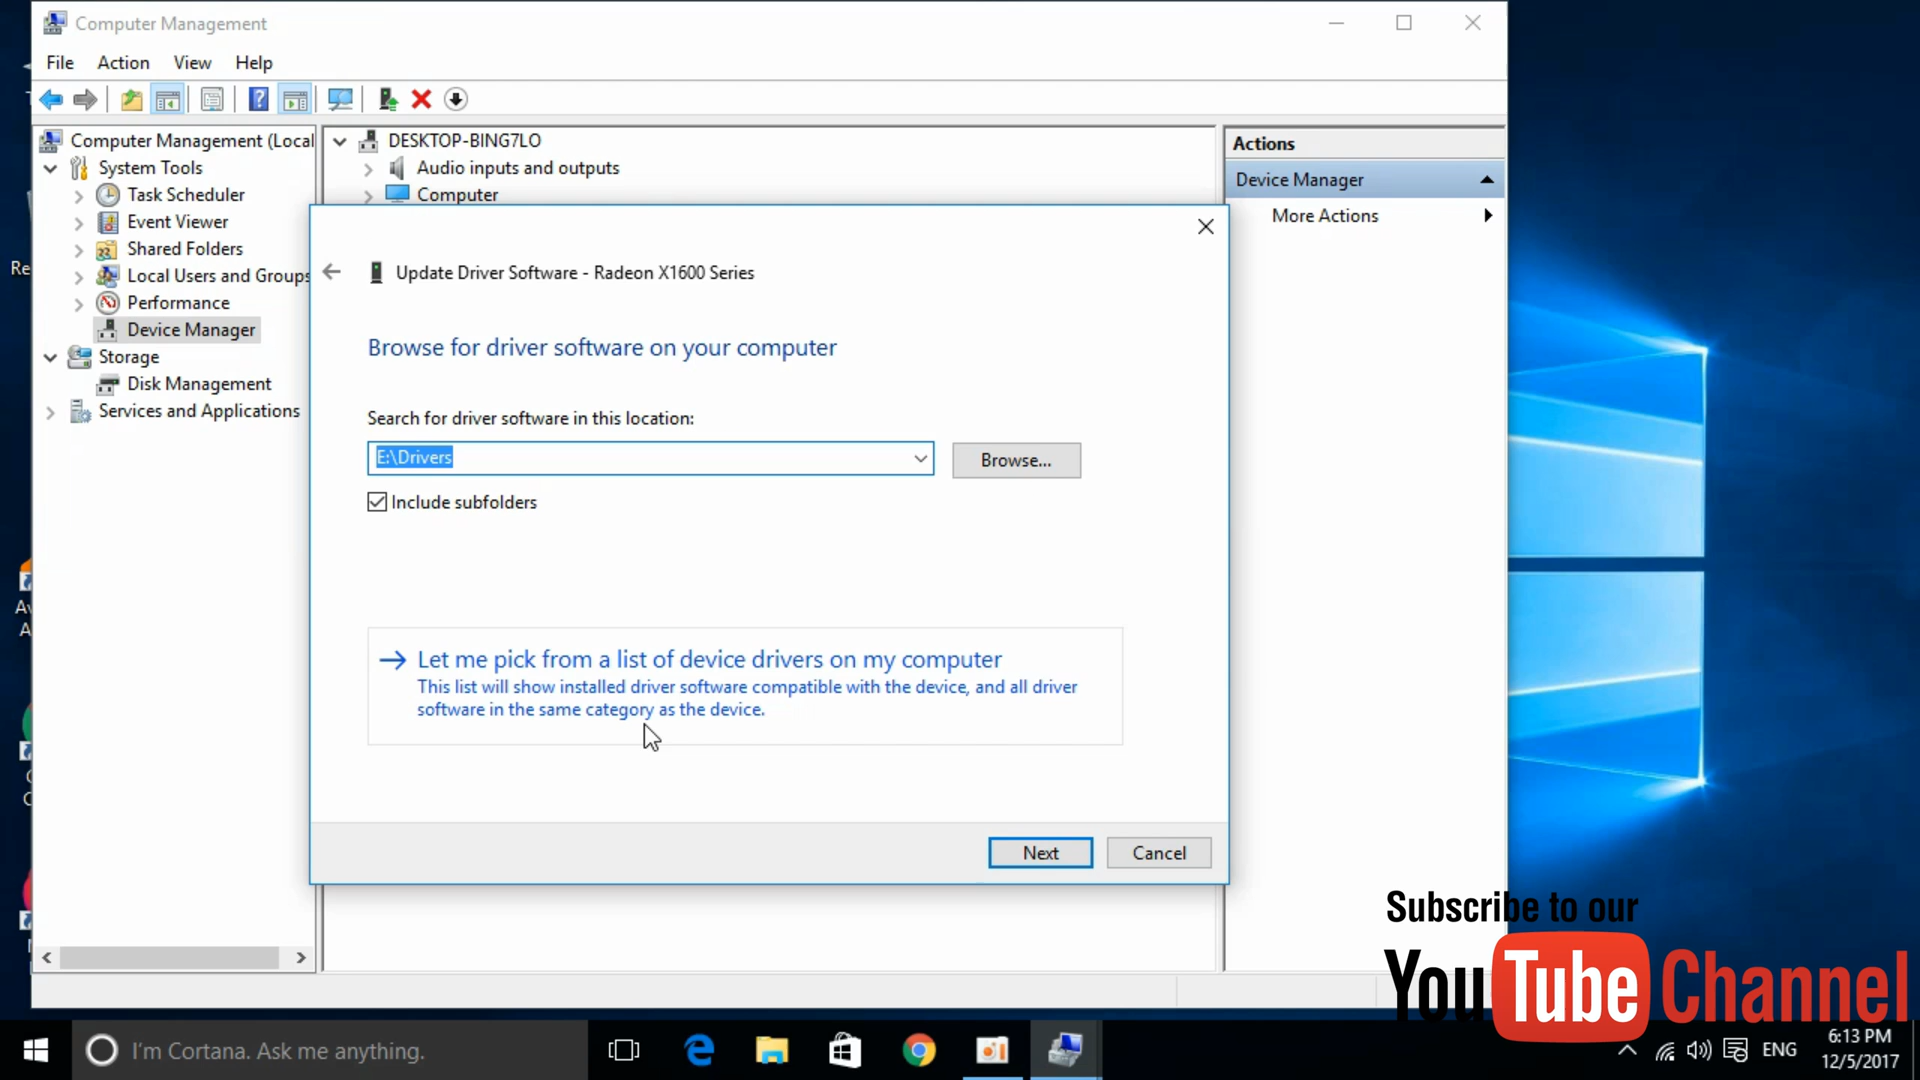 Computer Management
File Action View Help
Computer Management (Local
System Tools
Task Scheduler
Event Viewer
Shared Folders
Local Users and Groups
Performance
Device Manager
Storage
Disk Management
Services and Applications
DESKTOP-BING7LO
Audio inputs and outputs
Computer
Actions
Device Manager
More Actions
Update Driver Software - Radeon X1600 Series
Browse for driver software on your computer
Search for driver software in this location:
E:\Drivers
Browse...
Include subfolders
Let me pick from a list of device drivers on my computer
This list will show installed driver software compatible with the device, and all driver
software in the same category as the device.
Next Cancel
Re
Av
A
Subscribe to our
YouTube Channel
I'm Cortana. Ask me anything.
ENG
6:13 PM
12/5/2017